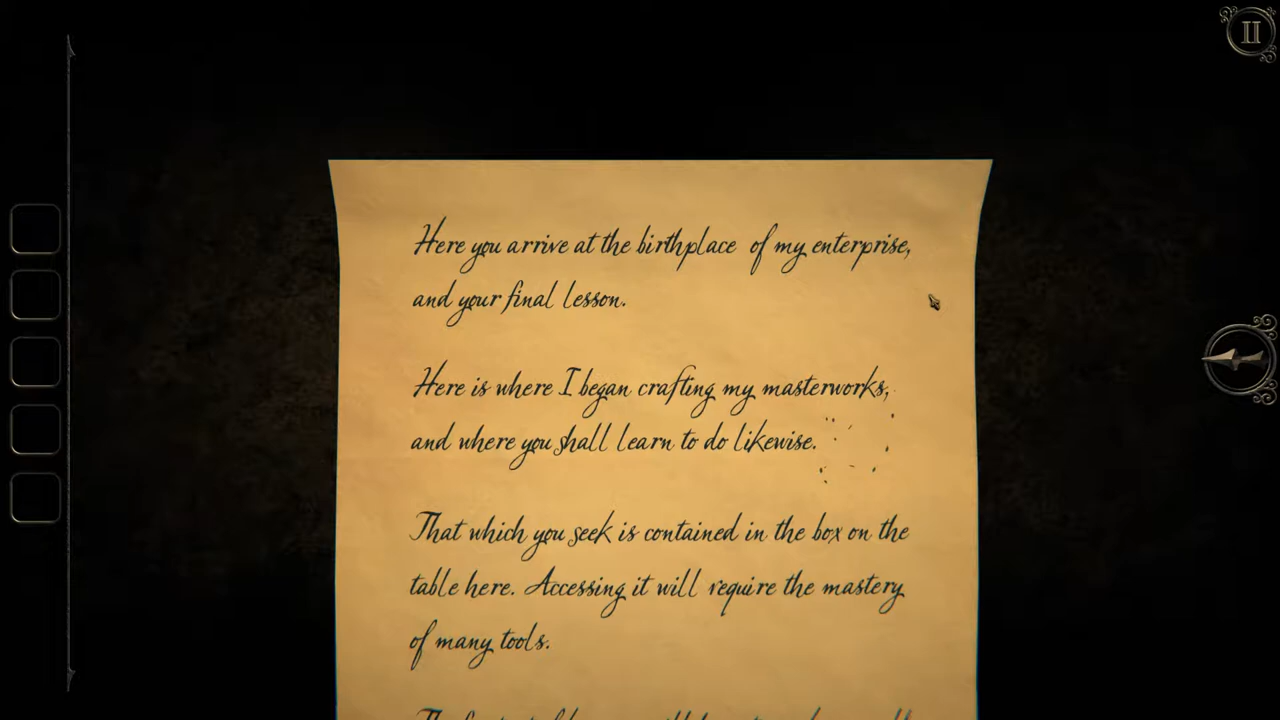 Here you arrive at the birthplace of my enterprise,
and your final lesson.
Here is where I began crafting my masterworks,
and where you shall learn to do likewise.
That which you seek is contained in the box on the
table here. Accessing it will require the mastery
of many tools.